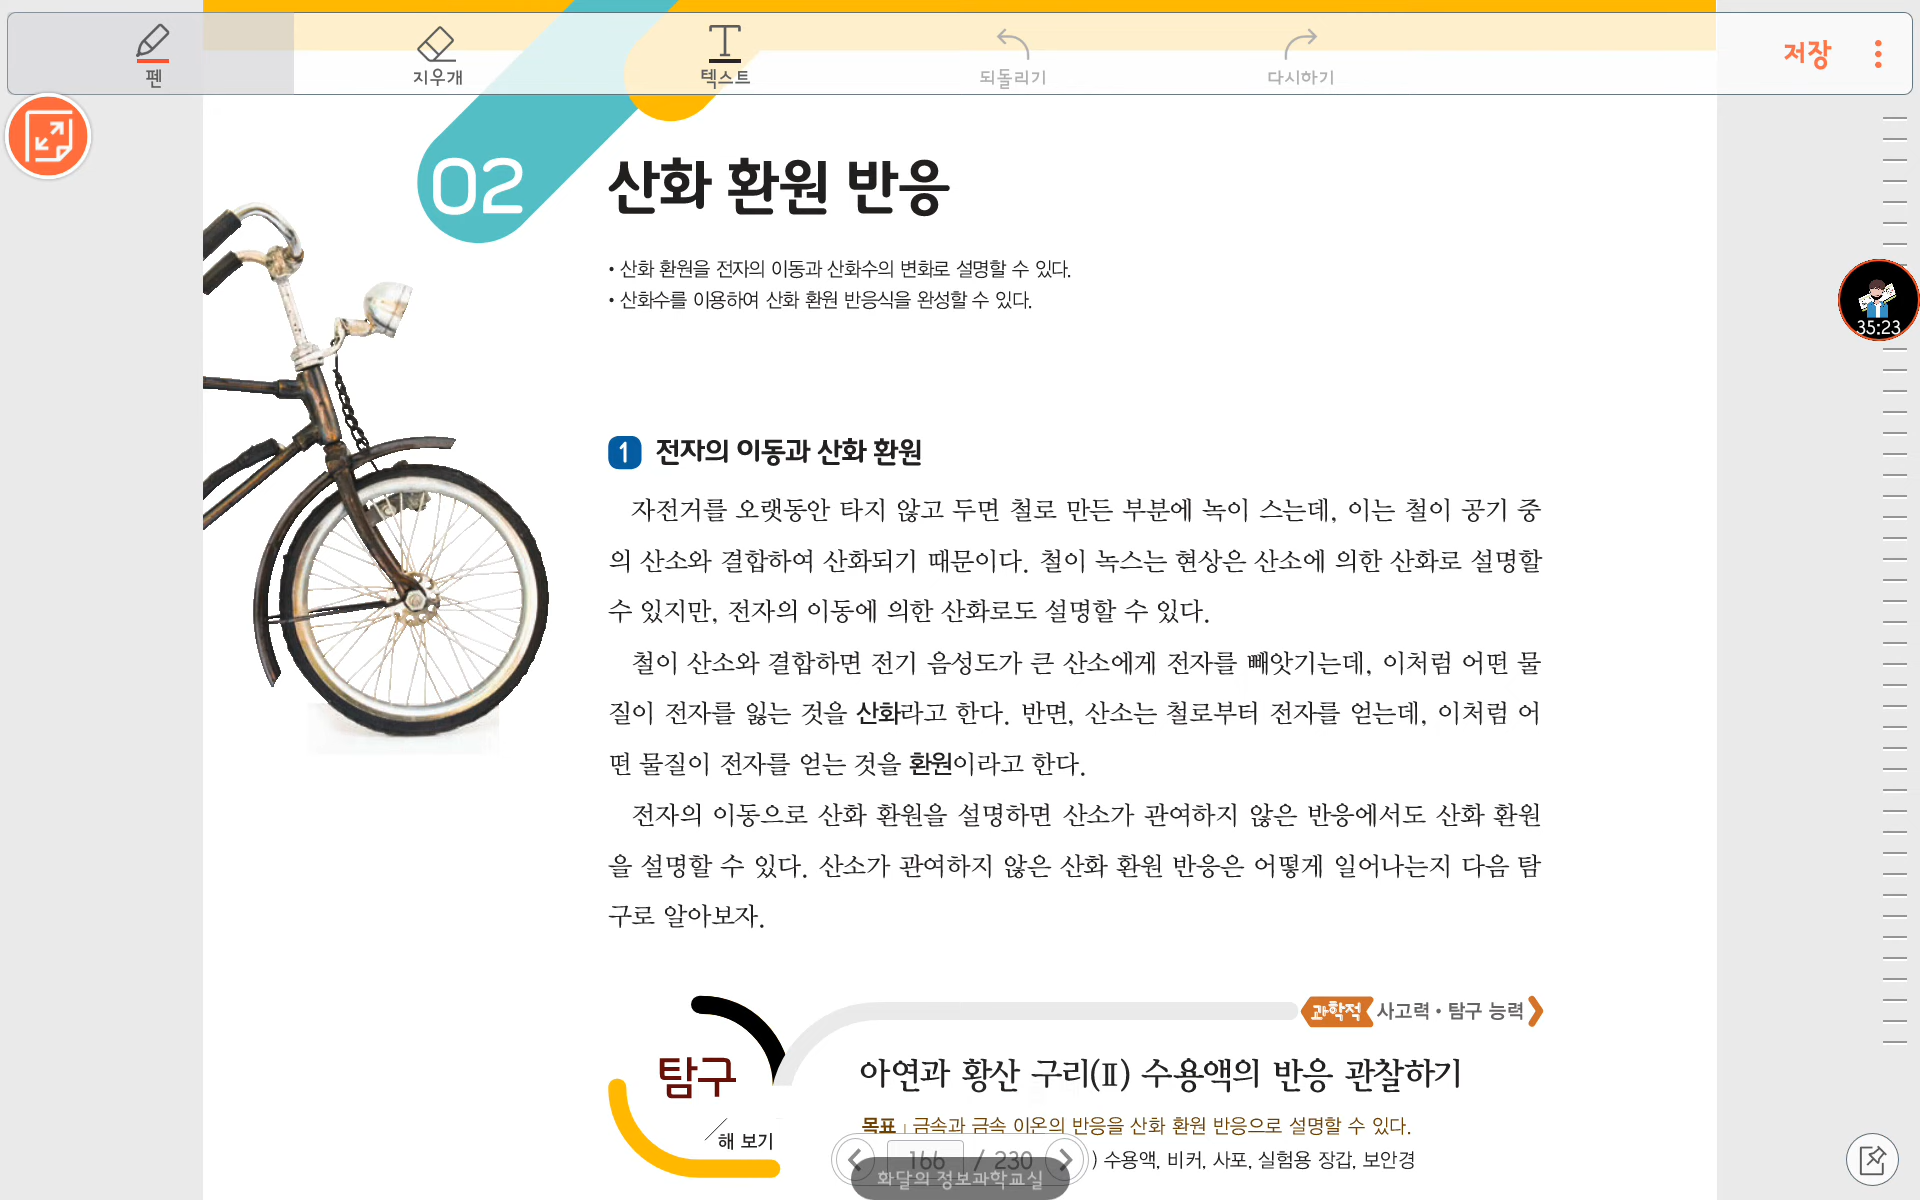 펜
지우개
텍스트
되돌리기
다시하기
저장
02
산화 환원 반응
• 산화 환원을 전자의 이동과 산화수의 변화로 설명할 수 있다.
• 산화수를 이용하여 산화 환원 반응식을 완성할 수 있다.
35:23
1 전자의 이동과 산화 환원
자전거를 오랫동안 타지 않고 두면 철로 만든 부분에 녹이 스는데, 이는 철이 공기 중
의 산소와 결합하여 산화되기 때문이다. 철이 녹스는 현상은 산소에 의한 산화로 설명할
수 있지만, 전자의 이동에 의한 산화로도 설명할 수 있다.
철이 산소와 결합하면 전기 음성도가 큰 산소에게 전자를 빼앗기는데, 이처럼 어떤 물
질이 전자를 잃는 것을 산화라고 한다. 반면, 산소는 철로부터 전자를 얻는데, 이처럼 어
떤 물질이 전자를 얻는 것을 환원이라고 한다.
전자의 이동으로 산화 환원을 설명하면 산소가 관여하지 않은 반응에서도 산화 환원
을 설명할 수 있다. 산소가 관여하지 않은 산화 환원 반응은 어떻게 일어나는지 다음 탐
구로 알아보자.
과학적 사고력 • 탐구 능력
탐구
해 보기
아연과 황산 구리(Ⅱ) 수용액의 반응 관찰하기
목표 | 금속과 금속 이온의 반응을 산화 환원 반응으로 설명할 수 있다.
) 수용액, 비커, 사포, 실험용 장갑, 보안경
166 / 230
화달의 정보과학교실